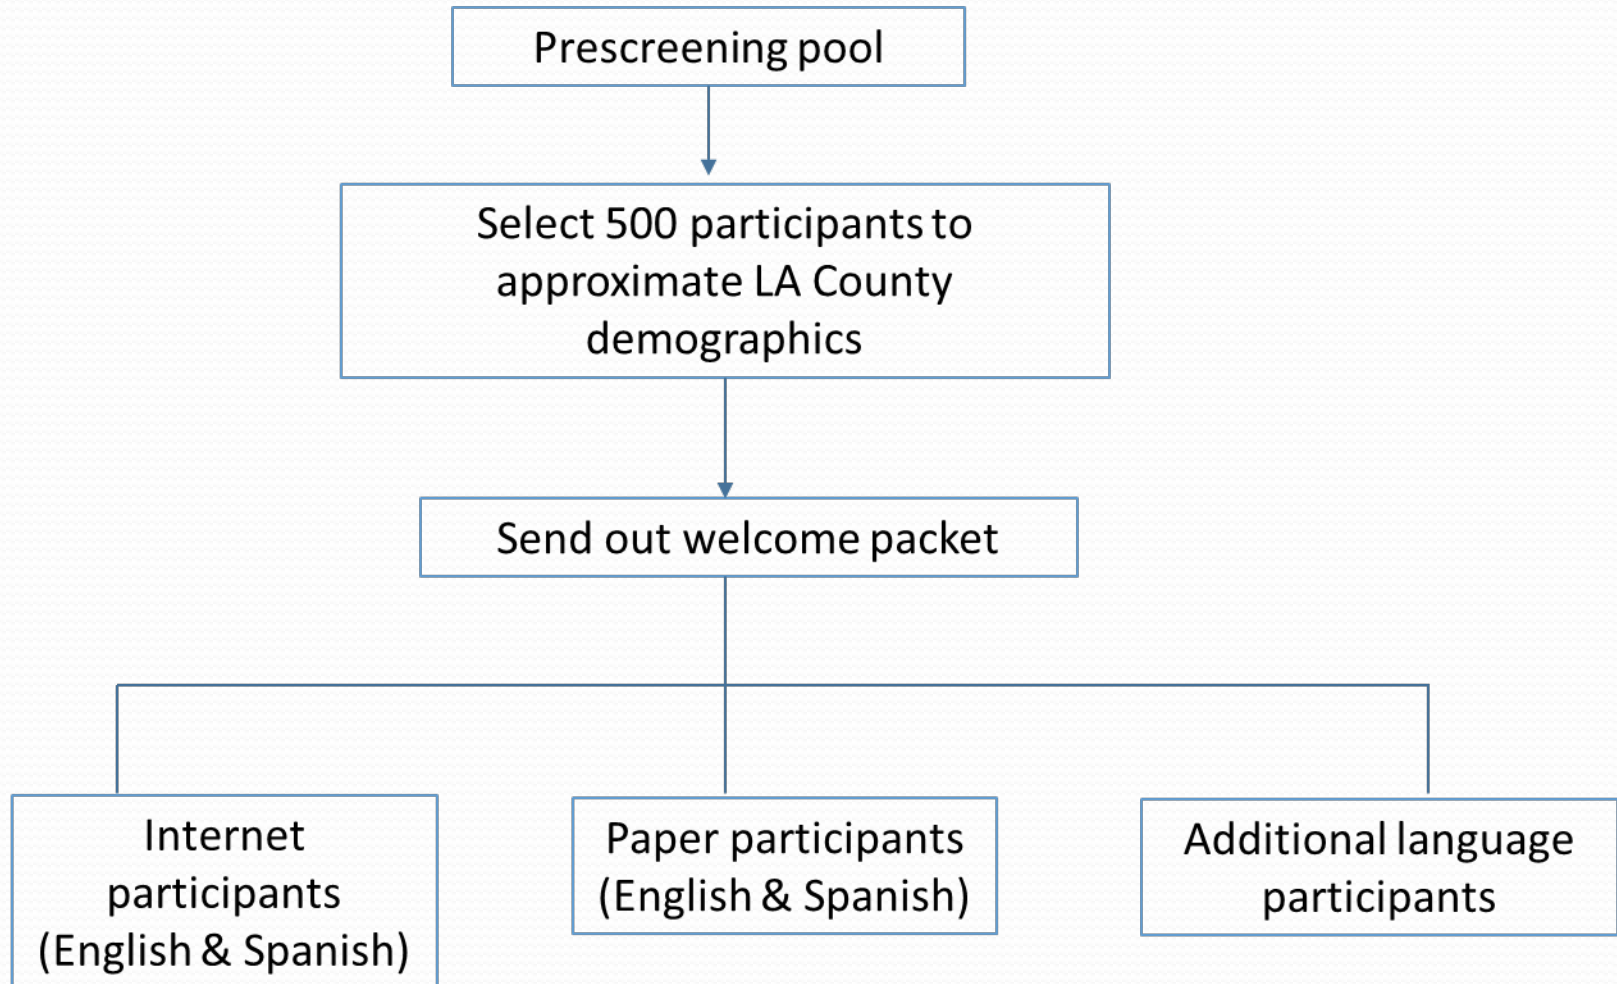 Prescreening pool
Select 500 participants to
approximate LA County
demographics
Send out welcome packet
Internet
participants
(English & Spanish)
Paper participants
(English & Spanish)
Additional language
participants